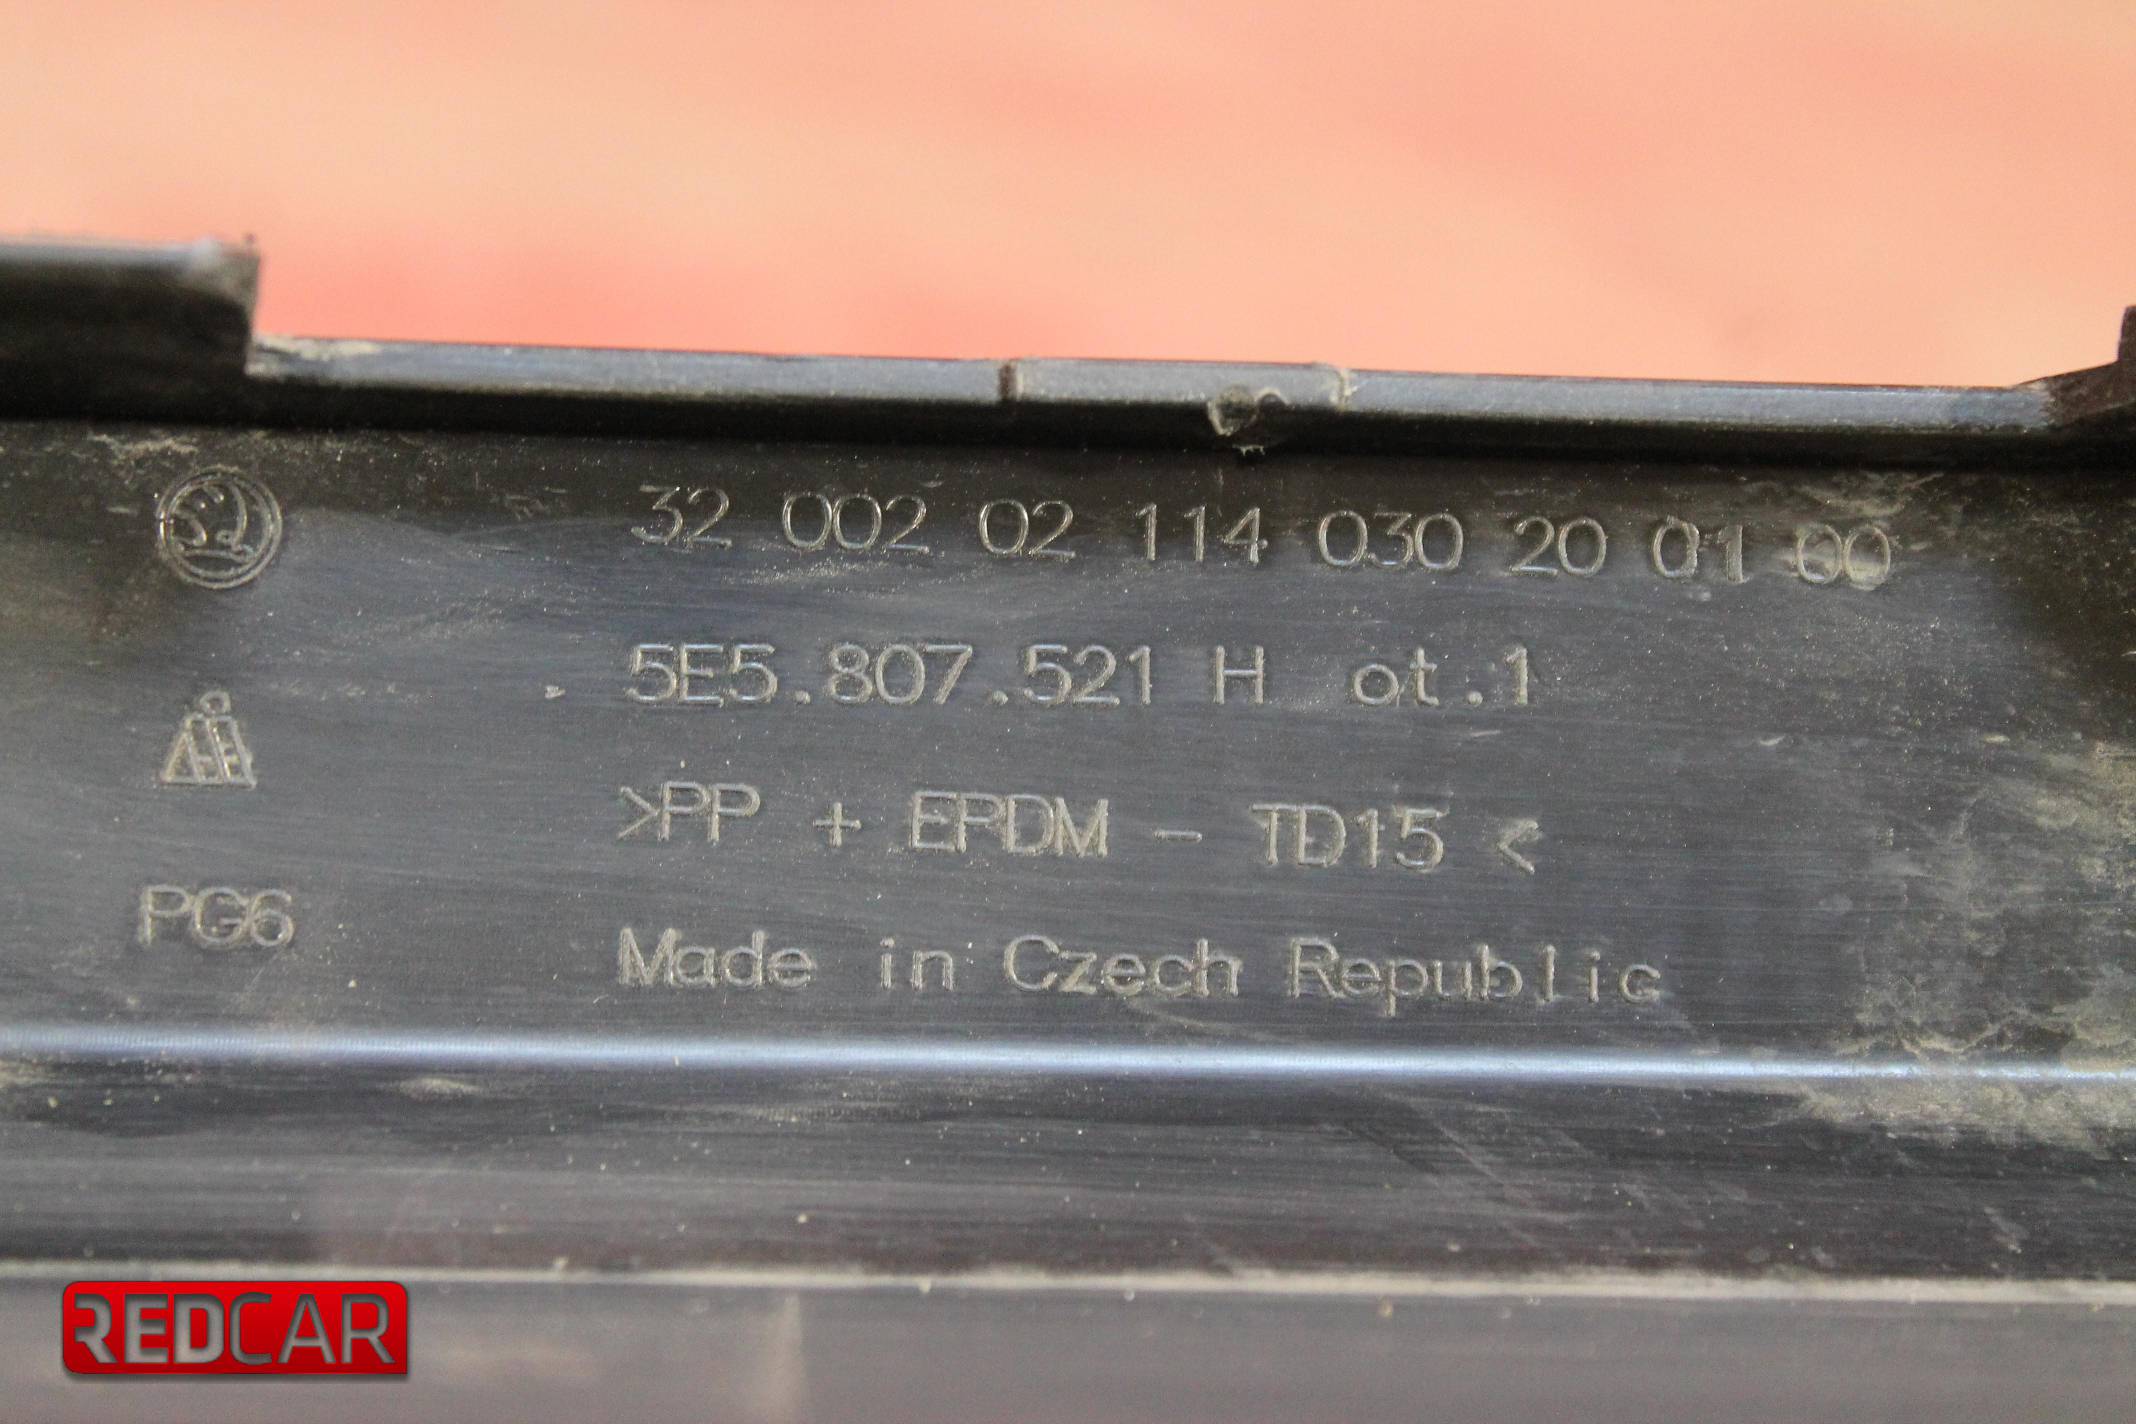 32 002 02 114 030 20 01 00
5E5.807.521 H ot.1
>PP + EPDM - TD15 <
PG6
Made in Czech Republic
REDCAR